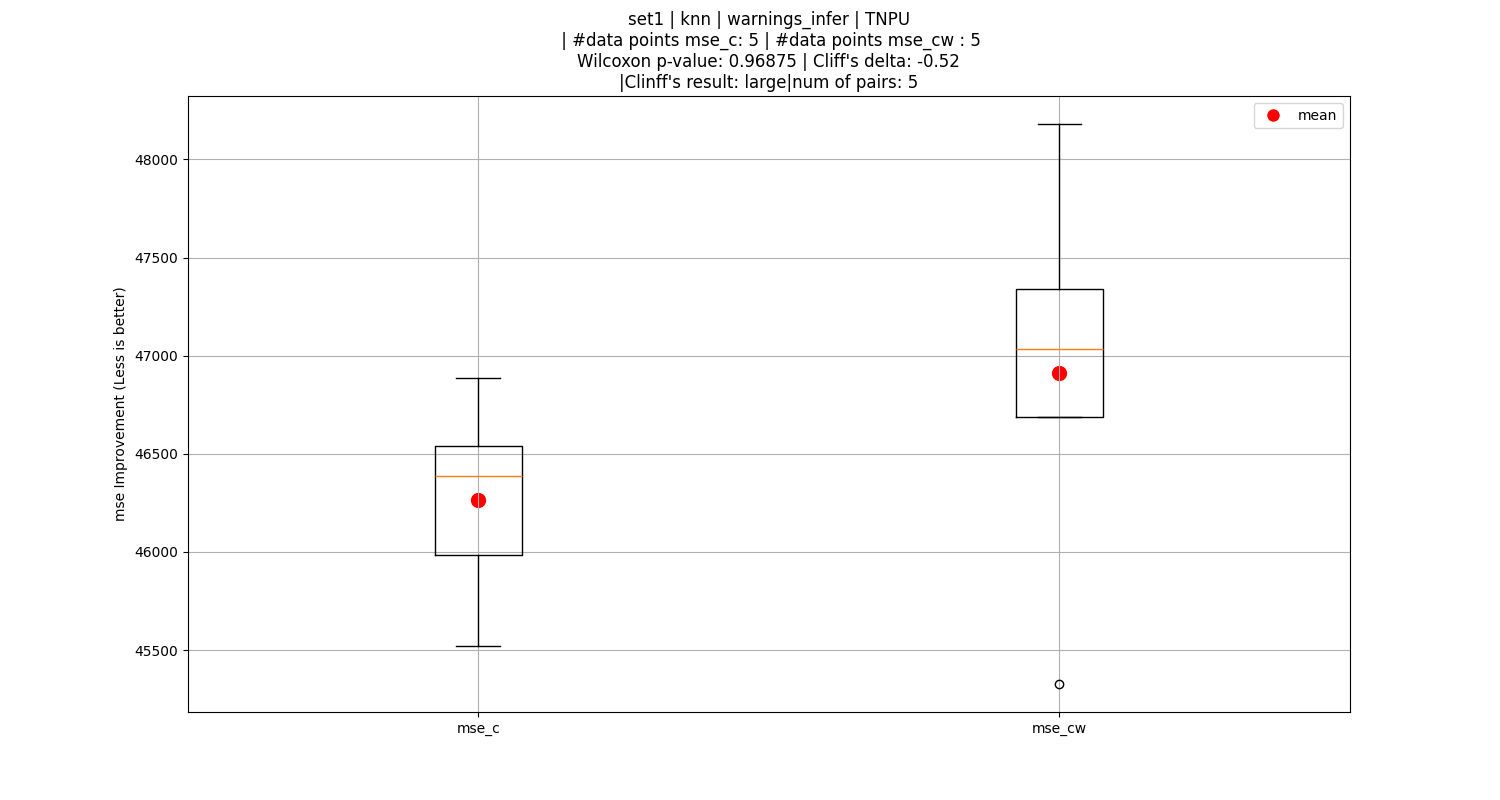 set1 | knn | warnings_infer | TNPU
| #data points mse_c: 5 | #data points mse_cw : 5
Wilcoxon p-value: 0.96875 | Cliff's delta: -0.52
|Clinff's result: large|num of pairs: 5
mean
48000
47500
47000
46500
46000
45500
mse Improvement (Less is better)
mse_c
mse_cw